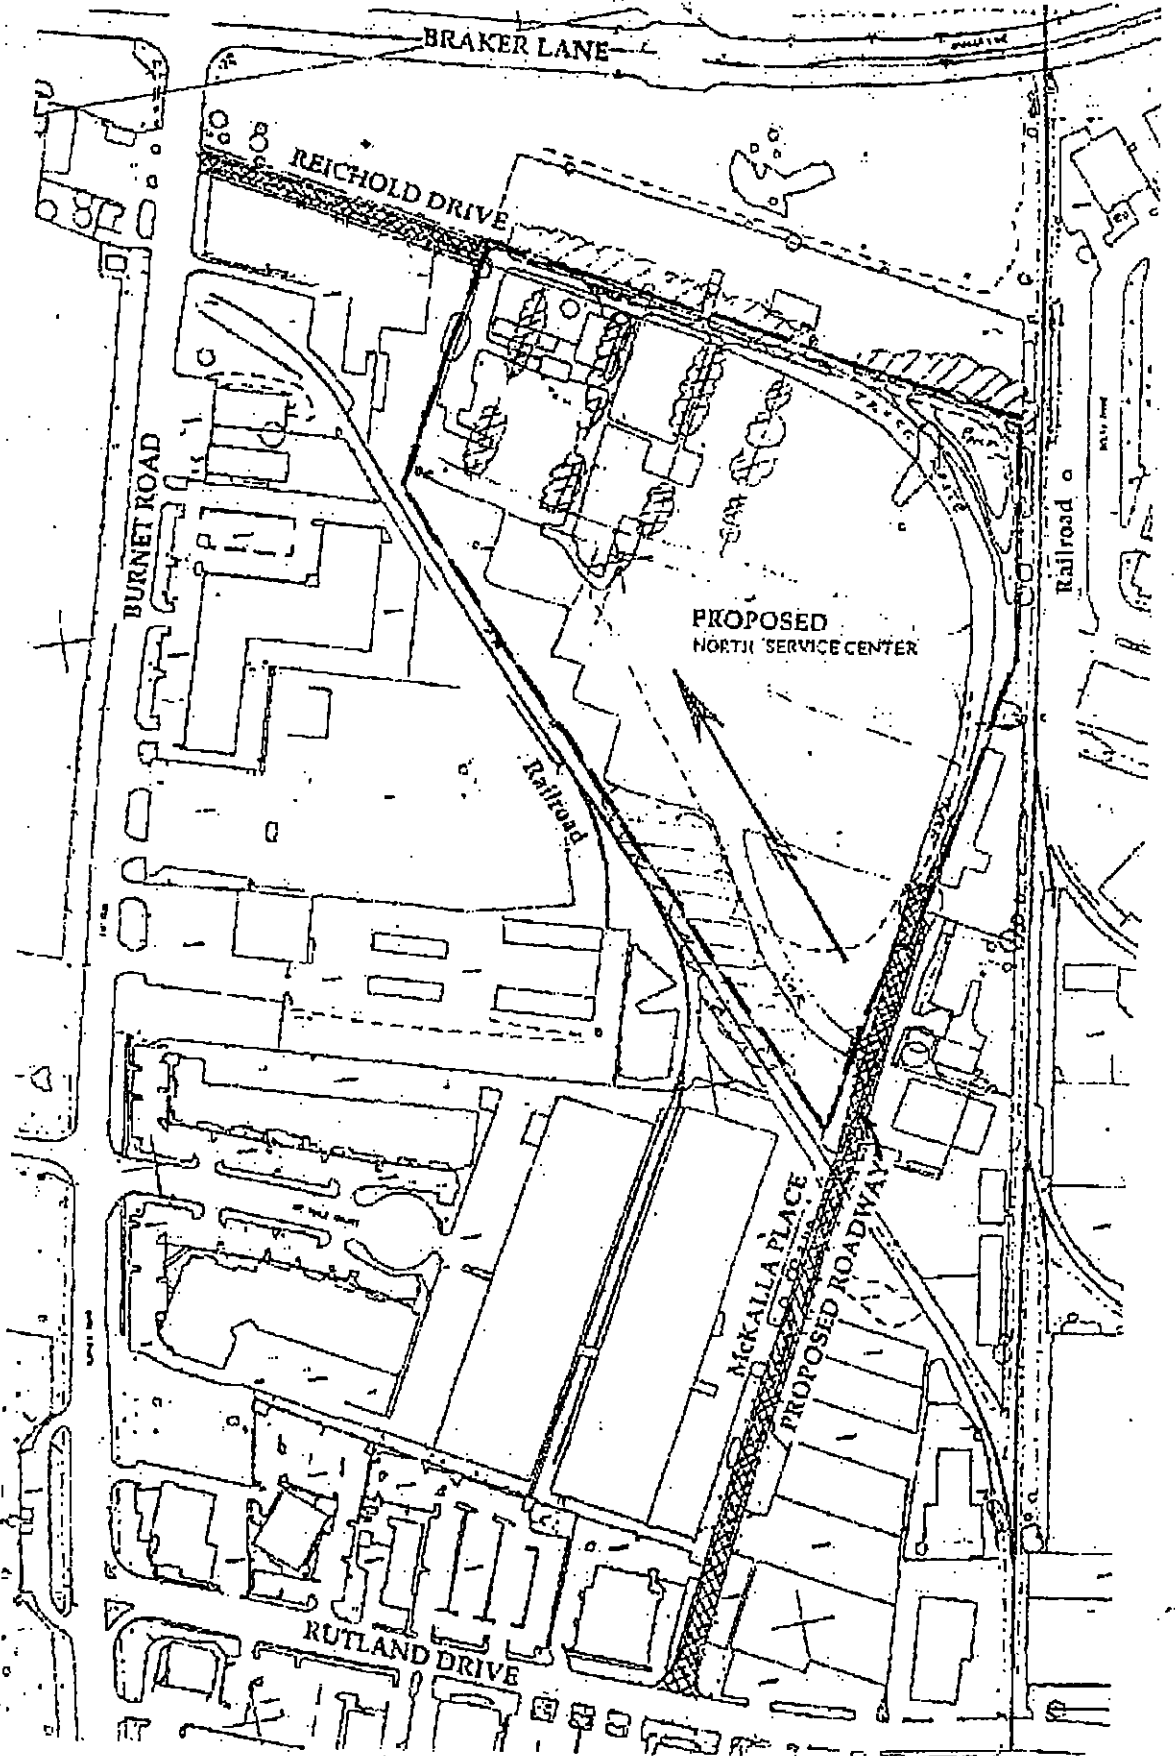 BRAKER LANE
REICHOLD DRIVE
BURNET ROAD
Railroad
PROPOSED
NORTH SERVICE CENTER
Railroad
McKALLA PLACE
PROPOSED ROADWAY
RUTLAND DRIVE